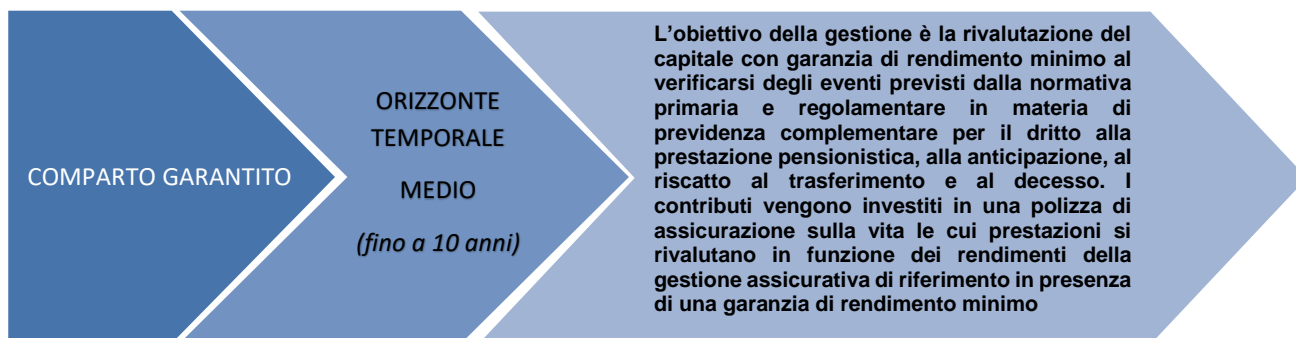 COMPARTO GARANTITO
ORIZZONTE
TEMPORALE
MEDIO
(fino a 10 anni)
L'obiettivo della gestione è la rivalutazione del
capitale con garanzia di rendimento minimo al
verificarsi degli eventi previsti dalla normativa
primaria e regolamentare in materia di
previdenza complementare per il dritto alla
prestazione pensionistica, alla anticipazione, al
riscatto al trasferimento e al decesso. I
contributi vengono investiti in una polizza di
assicurazione sulla vita le cui prestazioni si
rivalutano in funzione dei rendimenti della
gestione assicurativa di riferimento in presenza
di una garanzia di rendimento minimo